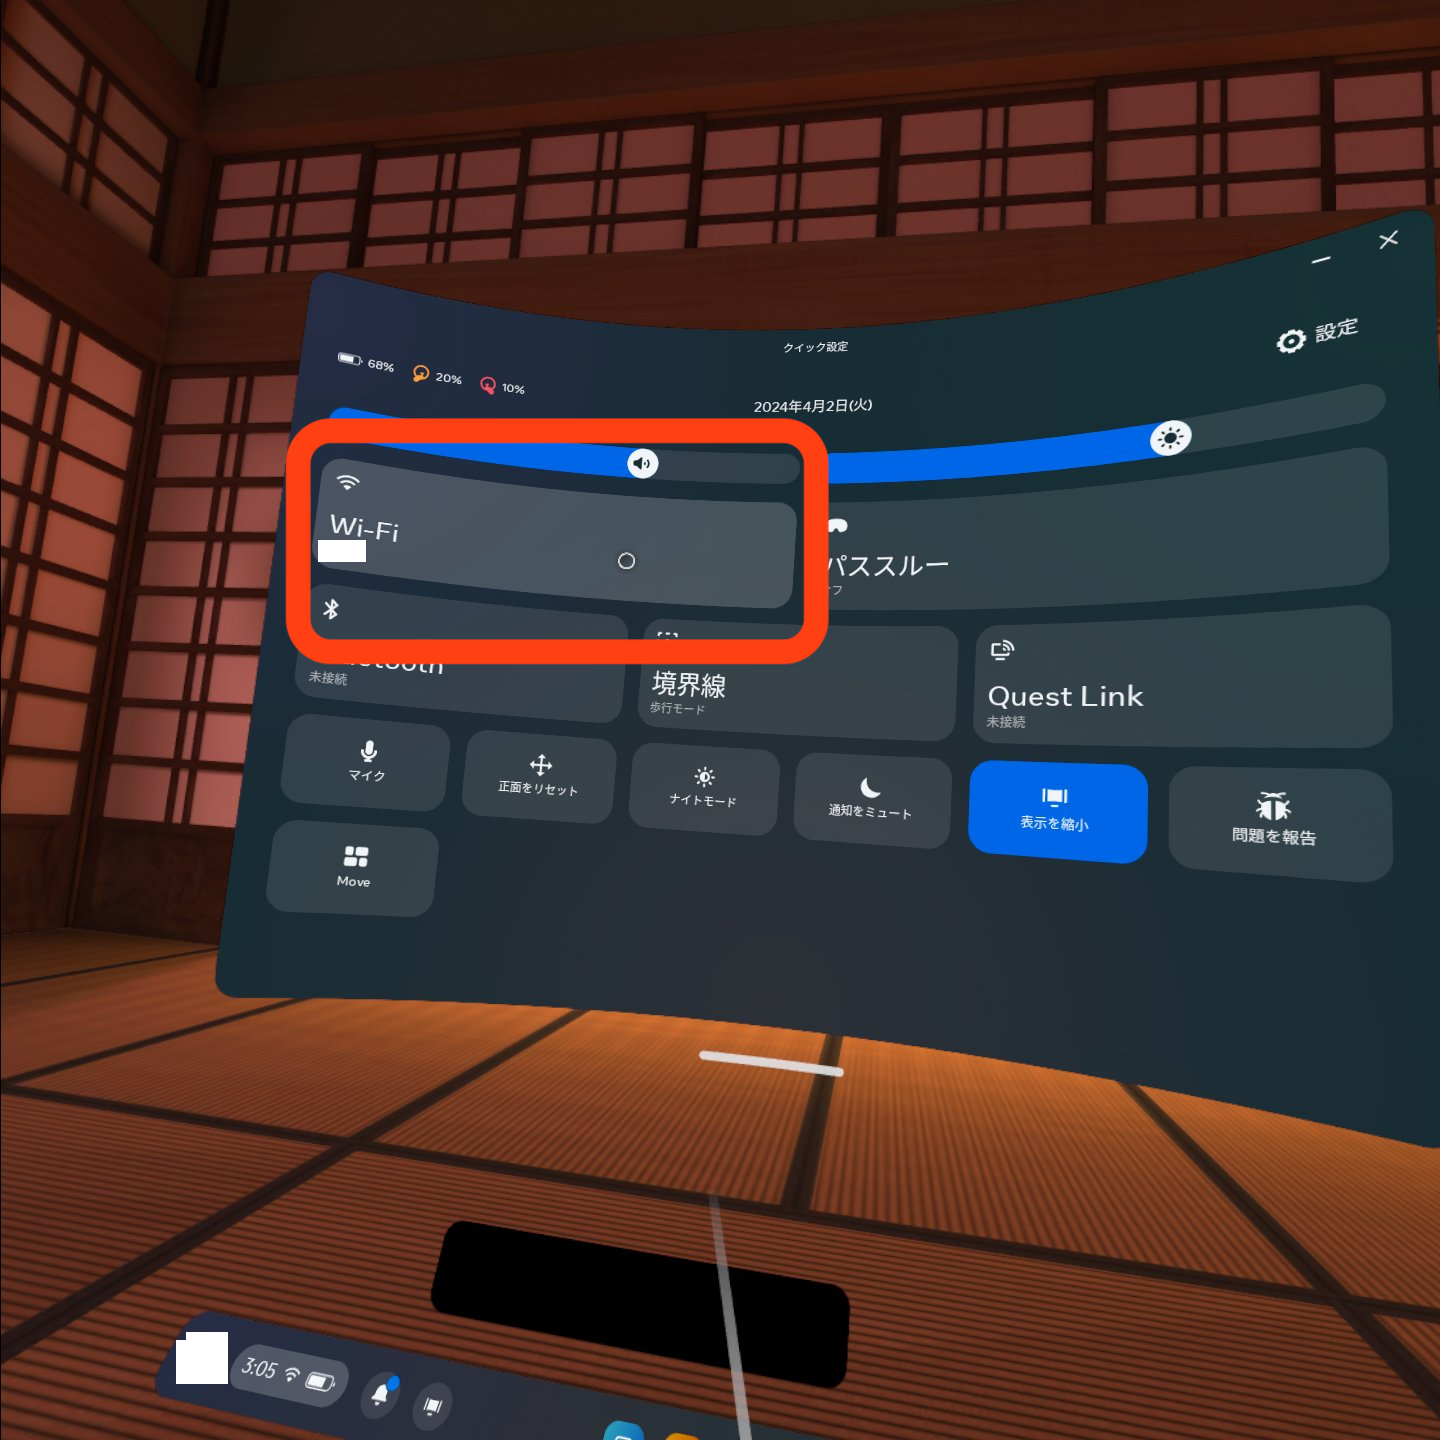 クイック設定
設定
68% 20% 10%
2024年4月2日(火)
Wi-Fi
パススルー
未接続
境界線
歩行モード
Quest Link
未接続
マイク
正面をリセット
ナイトモード
通知をミュート
表示を縮小
問題を報告
Move
3:05